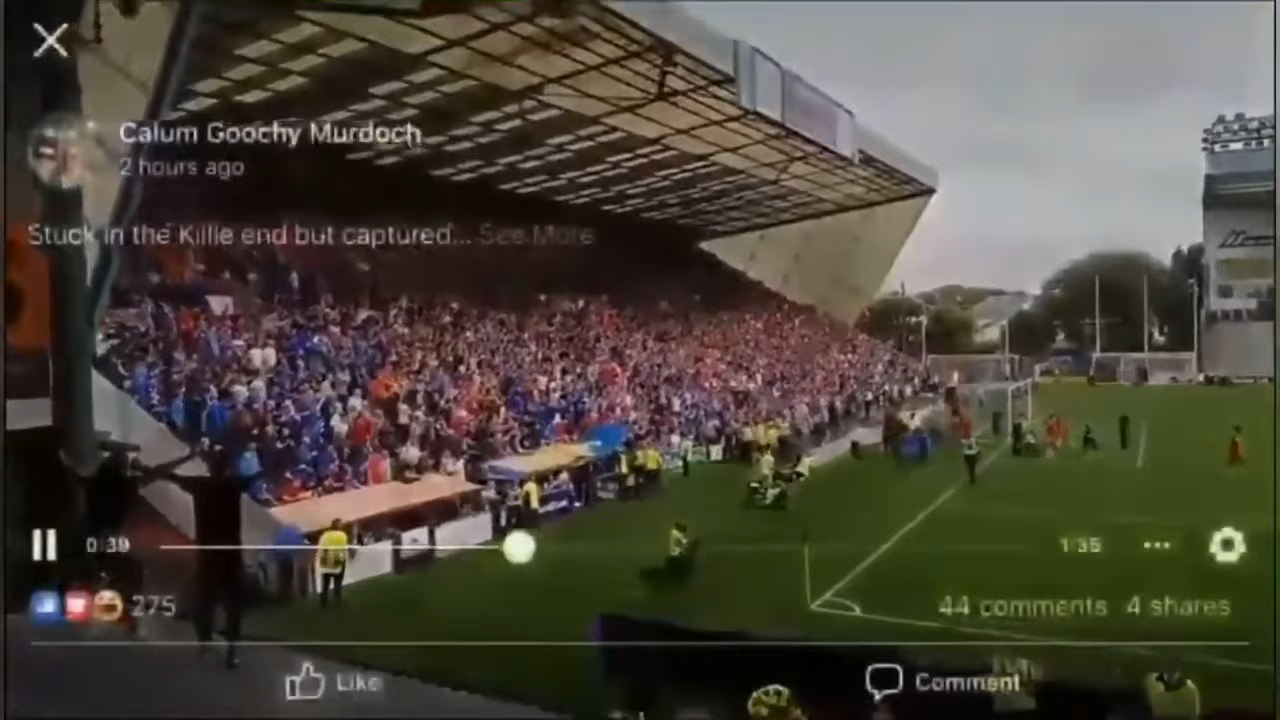 Calum Goochy Murdoch
2 hours ago
Stuck in the Killie end but captured... See More
0:39
1:35
275
44 comments 4 shares
Like
Comment